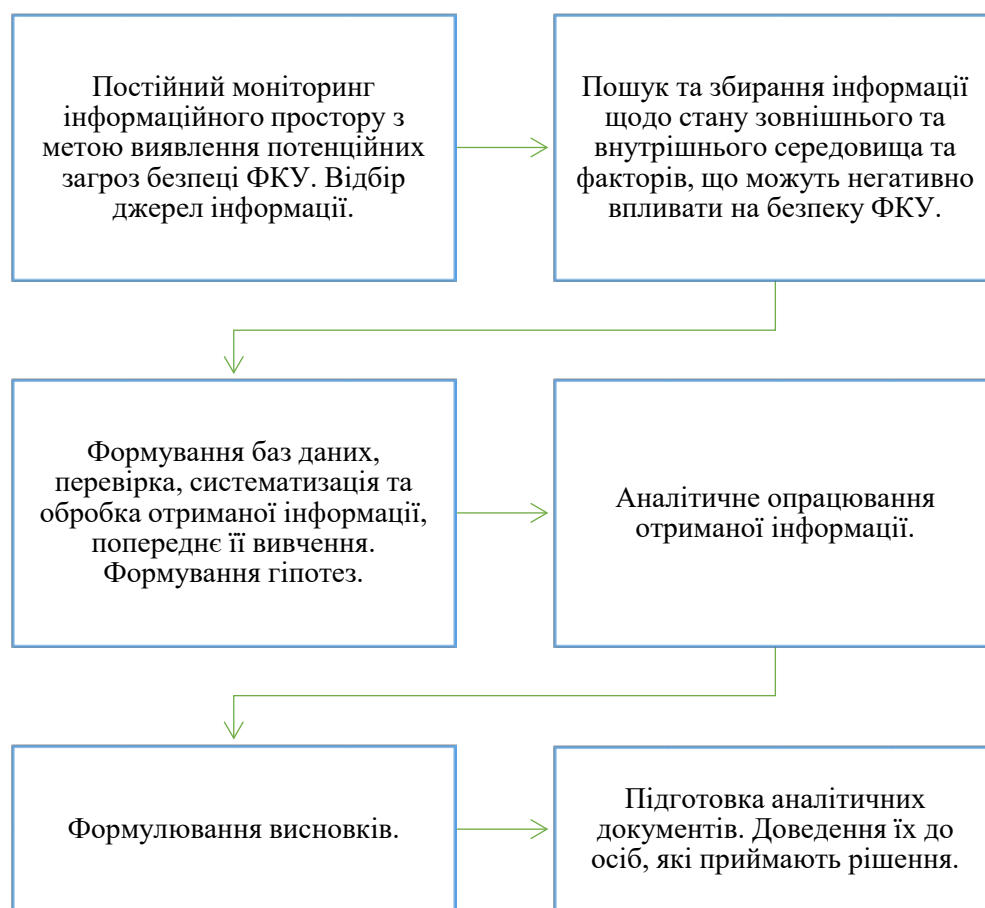 Постійний моніторинг
інформаційного простору з
метою виявлення потенційних
загроз безпеці ФКУ. Відбір
джерел інформації.
Пошук та збирання інформації
щодо стану зовнішнього та
внутрішнього середовища та
факторів, що можуть негативно
впливати на безпеку ФКУ.
Формування баз даних,
перевірка, систематизація та
обробка отриманої інформації,
попереднє її вивчення.
Формування гіпотез.
Аналітичне опрацювання
отриманої інформації.
Формулювання висновків.
Підготовка аналітичних
документів. Доведення їх до
осіб, які приймають рішення.